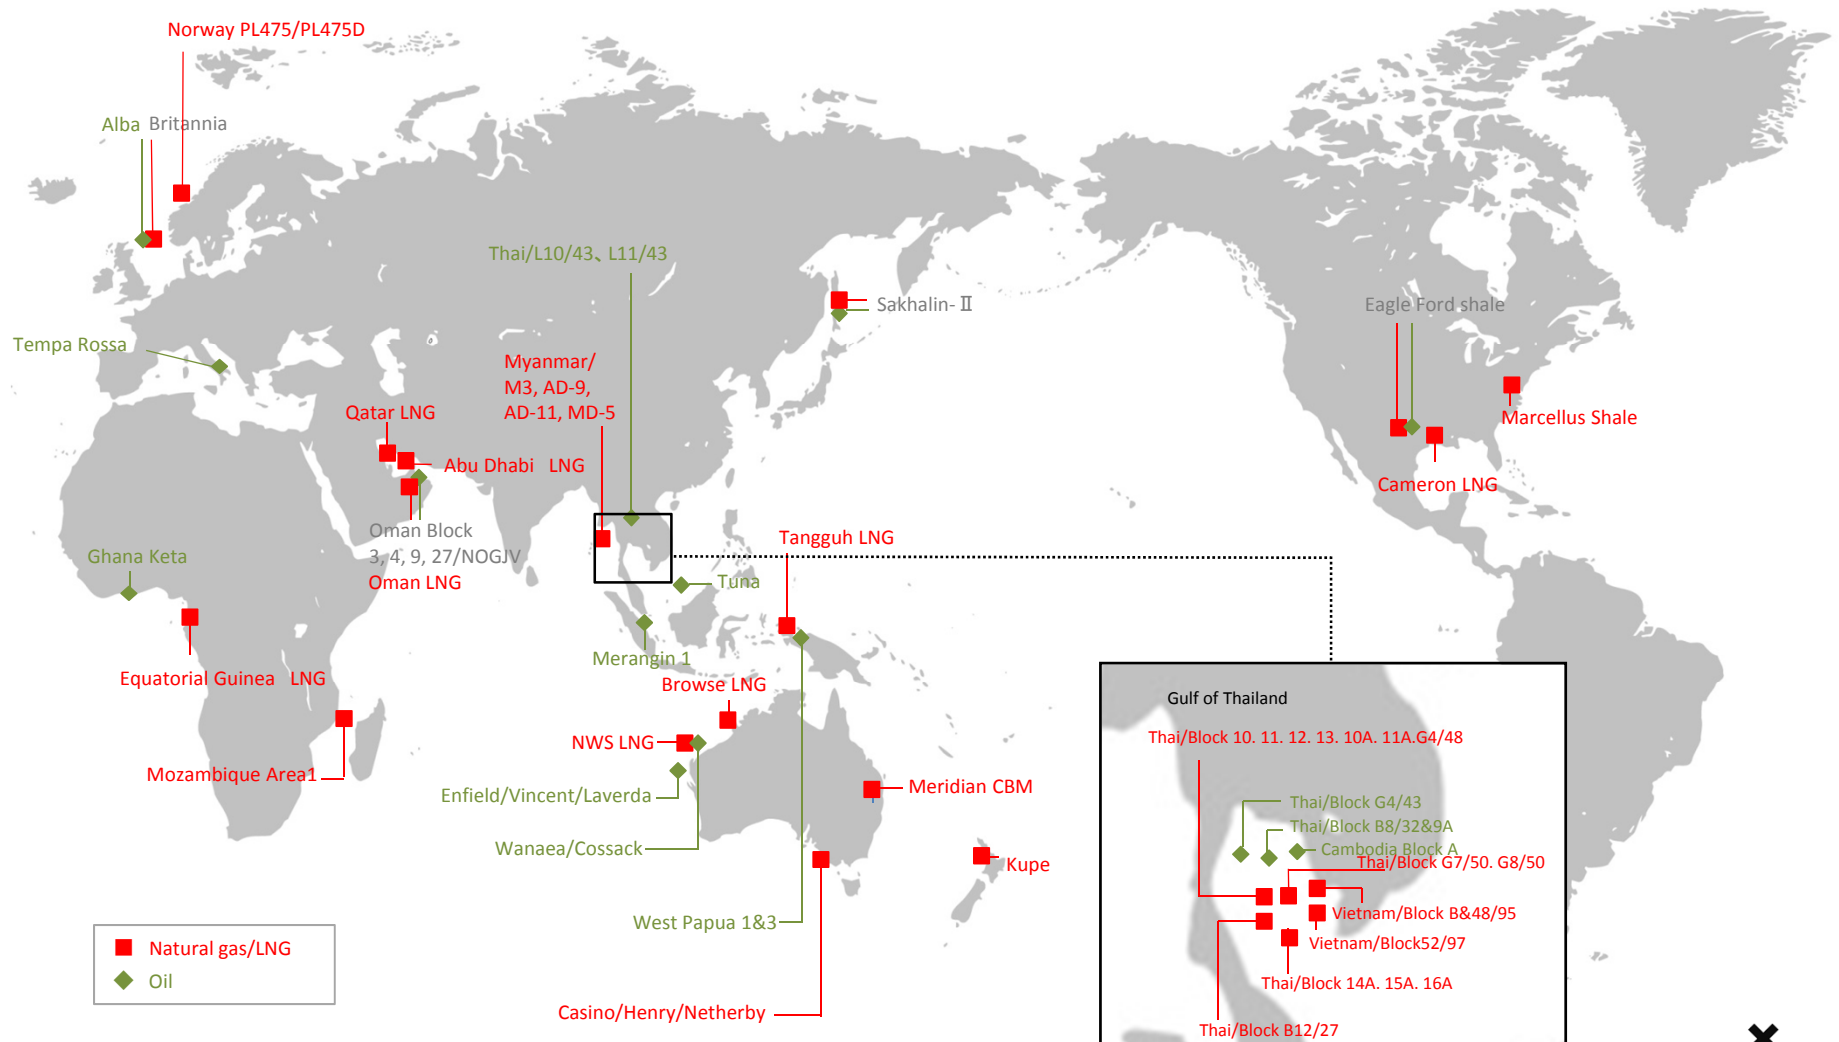 Norway PL475/PL475D
Alba Britannia
Thai/L10/43、L11/43
Sakhalin-Ⅱ
Eagle Ford shale
Tempa Rossa
Myanmar/
M3, AD-9,
AD-11, MD-5
Qatar LNG
Marcellus Shale
Abu Dhabi LNG
Cameron LNG
Oman Block
3, 4, 9, 27/NOGJV
Oman LNG
Tangguh LNG
Ghana Keta
Tuna
Merangin 1
Equatorial Guinea LNG
Browse LNG
NWS LNG
Mozambique Area1
Enfield/Vincent/Laverda
Meridian CBM
Wanaea/Cossack
Kupe
West Papua 1&3
Casino/Henry/Netherby
Natural gas/LNG
Oil
Gulf of Thailand
Thai/Block 10. 11. 12. 13. 10A. 11A.G4/48
Thai/Block G4/43
Thai/Block B8/32&9A
Cambodia Block A
Thai/Block G7/50. G8/50
Vietnam/Block B&48/95
Vietnam/Block52/97
Thai/Block 14A. 15A. 16A
Thai/Block B12/27